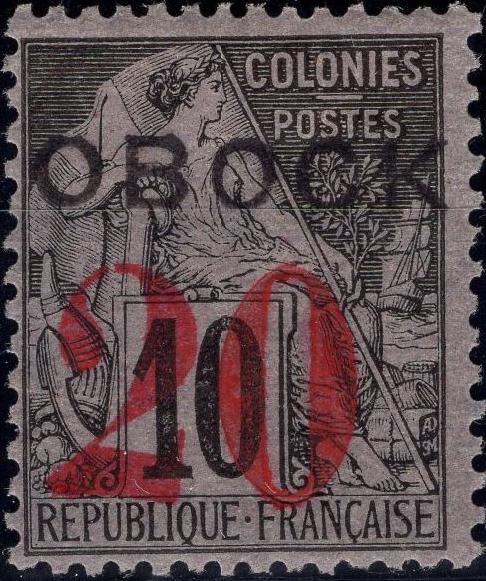 COLONIES
POSTES
OBOCK
20
10
REPUBLIQUE·FRANÇAISE